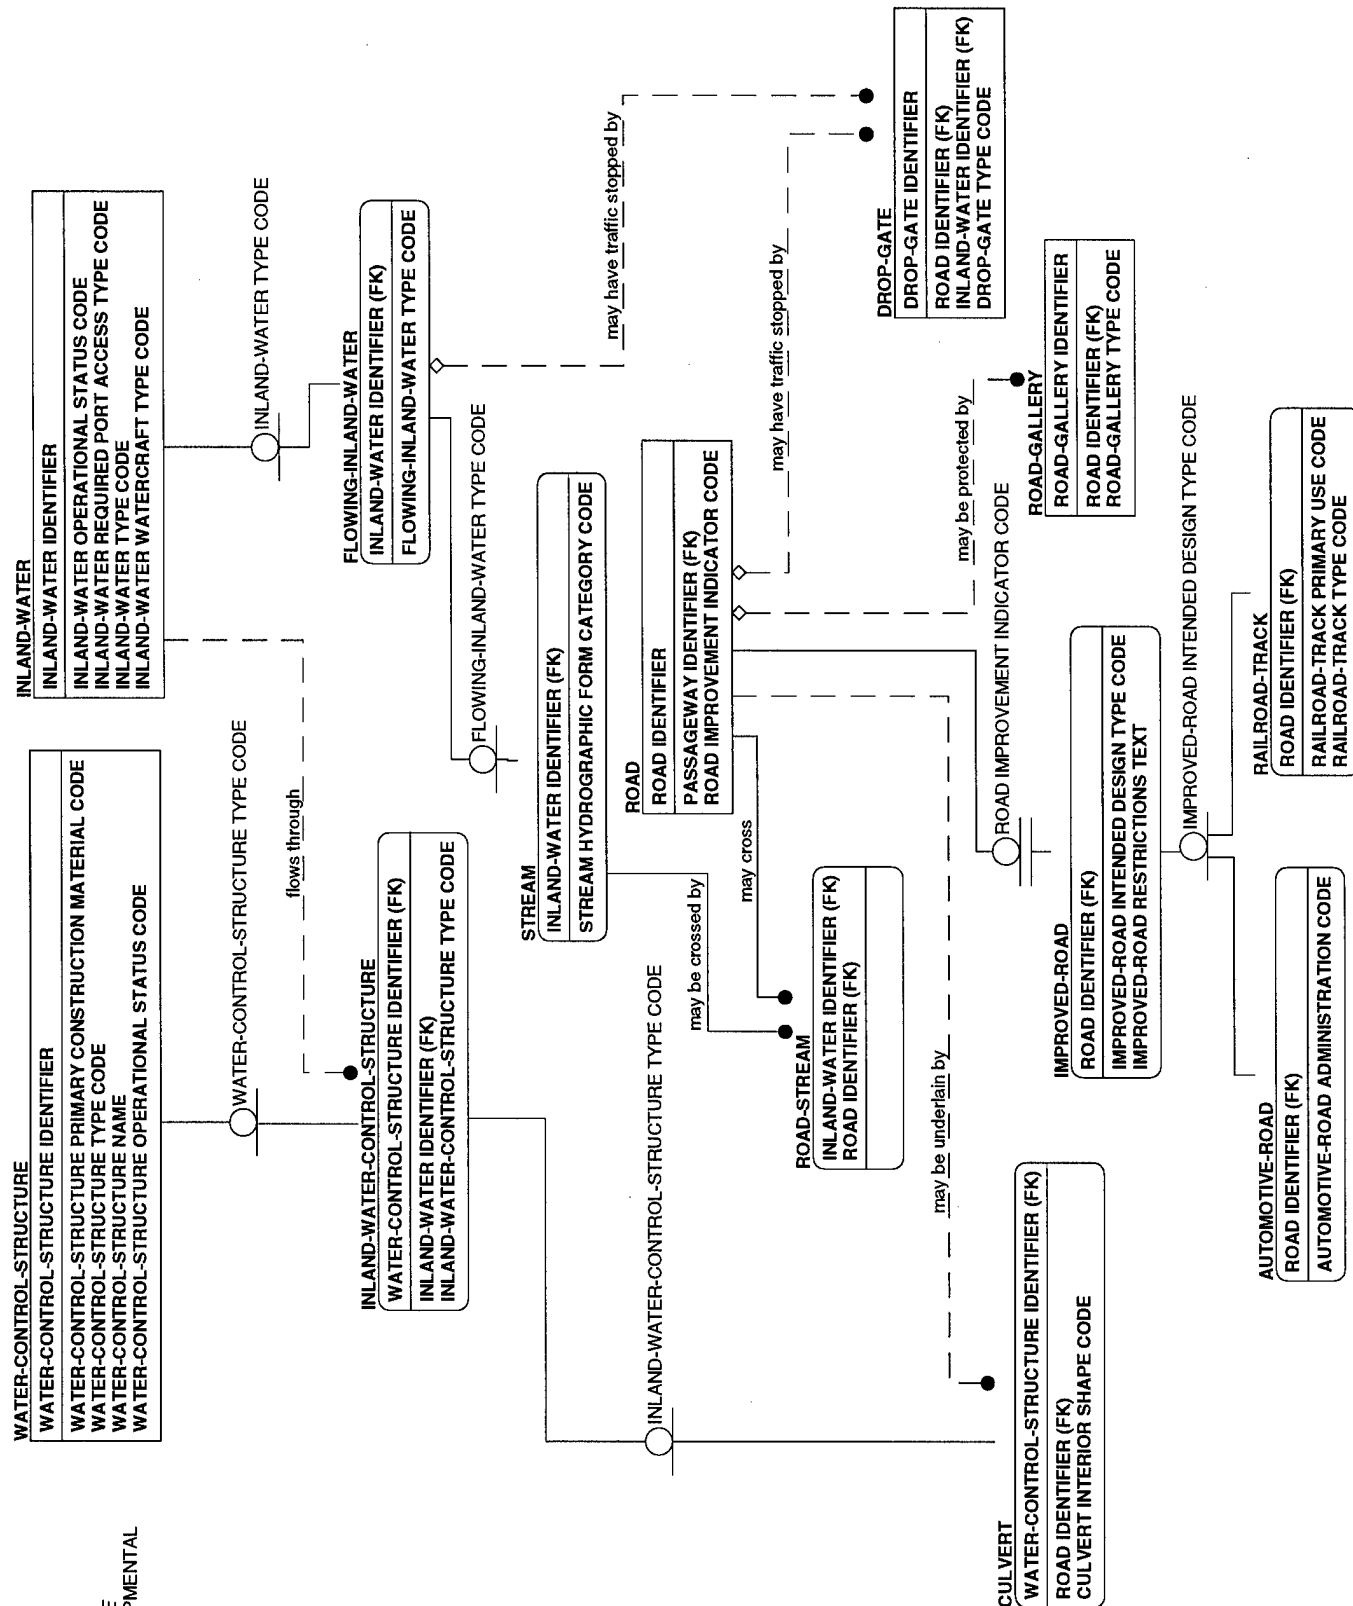 E
PMENTAL
WATER-CONTROL-STRUCTURE
WATER-CONTROL-STRUCTURE IDENTIFIER
WATER-CONTROL-STRUCTURE PRIMARY CONSTRUCTION MATERIAL CODE
WATER-CONTROL-STRUCTURE TYPE CODE
WATER-CONTROL-STRUCTURE NAME
WATER-CONTROL-STRUCTURE OPERATIONAL STATUS CODE
INLAND-WATER
INLAND-WATER IDENTIFIER
INLAND-WATER OPERATIONAL STATUS CODE
INLAND-WATER REQUIRED PORT ACCESS TYPE CODE
INLAND-WATER TYPE CODE
INLAND-WATER WATERCRAFT TYPE CODE
WATER-CONTROL-STRUCTURE TYPE CODE
flows through
INLAND-WATER TYPE CODE
INLAND-WATER-CONTROL-STRUCTURE
WATER-CONTROL-STRUCTURE IDENTIFIER (FK)
INLAND-WATER IDENTIFIER (FK)
INLAND-WATER-CONTROL-STRUCTURE TYPE CODE
FLOWING-INLAND-WATER
INLAND-WATER IDENTIFIER (FK)
FLOWING-INLAND-WATER TYPE CODE
FLOWING-INLAND-WATER TYPE CODE
may have traffic stopped by
STREAM
INLAND-WATER IDENTIFIER (FK)
STREAM HYDROGRAPHIC FORM CATEGORY CODE
INLAND-WATER-CONTROL-STRUCTURE TYPE CODE
may be crossed by
may cross
ROAD
ROAD IDENTIFIER
PASSAGEWAY IDENTIFIER (FK)
ROAD IMPROVEMENT INDICATOR CODE
may have traffic stopped by
DROP-GATE
DROP-GATE IDENTIFIER
ROAD IDENTIFIER (FK)
INLAND-WATER IDENTIFIER (FK)
DROP-GATE TYPE CODE
ROAD-STREAM
INLAND-WATER IDENTIFIER (FK)
ROAD IDENTIFIER (FK)
may be underlain by
may be protected by
ROAD IMPROVEMENT INDICATOR CODE
ROAD-GALLERY
ROAD-GALLERY IDENTIFIER
ROAD IDENTIFIER (FK)
ROAD-GALLERY TYPE CODE
CULVERT
WATER-CONTROL-STRUCTURE IDENTIFIER (FK)
ROAD IDENTIFIER (FK)
CULVERT INTERIOR SHAPE CODE
IMPROVED-ROAD
ROAD IDENTIFIER (FK)
IMPROVED-ROAD INTENDED DESIGN TYPE CODE
IMPROVED-ROAD RESTRICTIONS TEXT
IMPROVED-ROAD INTENDED DESIGN TYPE CODE
AUTOMOTIVE-ROAD
ROAD IDENTIFIER (FK)
AUTOMOTIVE-ROAD ADMINISTRATION CODE
RAILROAD-TRACK
ROAD IDENTIFIER (FK)
RAILROAD-TRACK PRIMARY USE CODE
RAILROAD-TRACK TYPE CODE